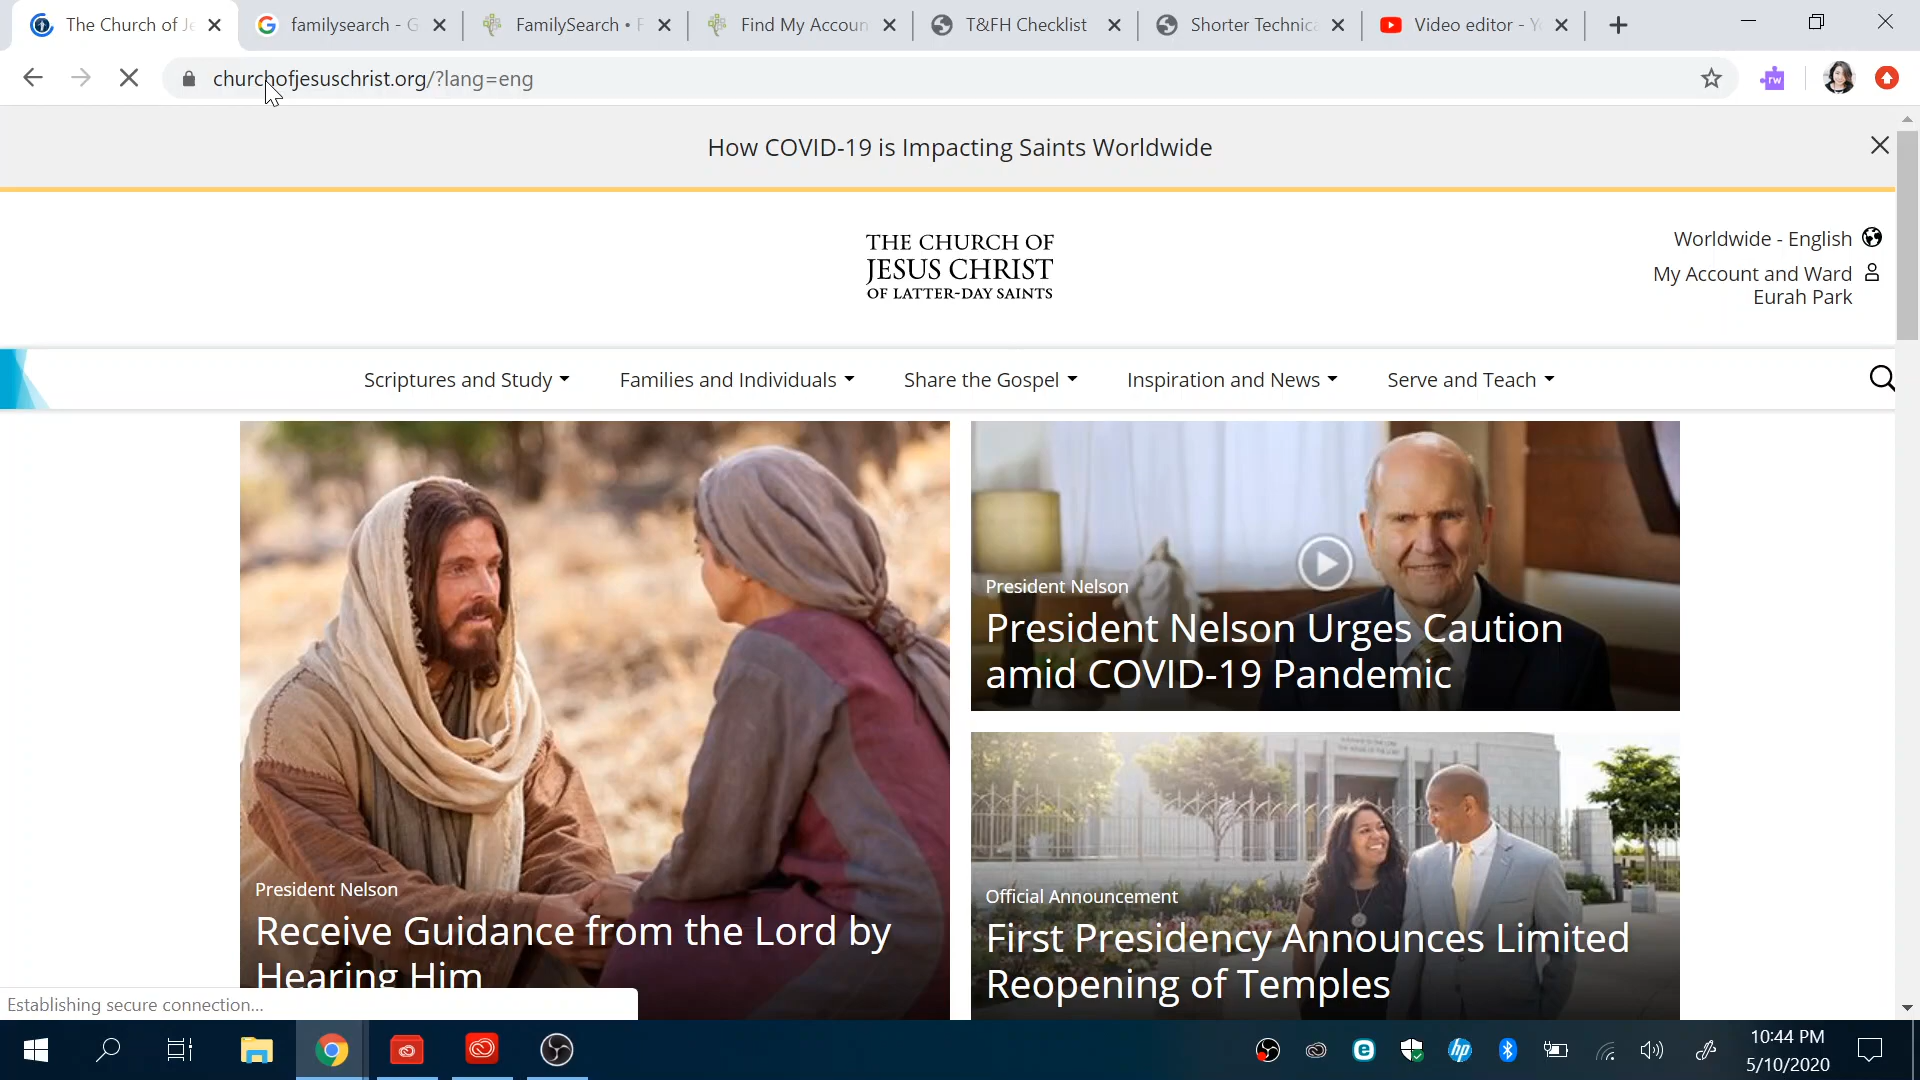 The Church of Je
familysearch - G
FamilySearch • F
Find My Accoun
T&FH Checklist
Shorter Technica
Video editor - Yo
churchofjesuschrist.org/?lang=eng
rw
How COVID-19 is Impacting Saints Worldwide
THE CHURCH OF
JESUS CHRIST
OF LATTER-DAY SAINTS
Worldwide - English
My Account and Ward
Eurah Park
Scriptures and Study
Families and Individuals
Share the Gospel
Inspiration and News
Serve and Teach
President Nelson
President Nelson Urges Caution
amid COVID-19 Pandemic
President Nelson
Receive Guidance from the Lord by
Hearing Him
Official Announcement
First Presidency Announces Limited
Reopening of Temples
Establishing secure connection...
hp
10:44 PM
5/10/2020